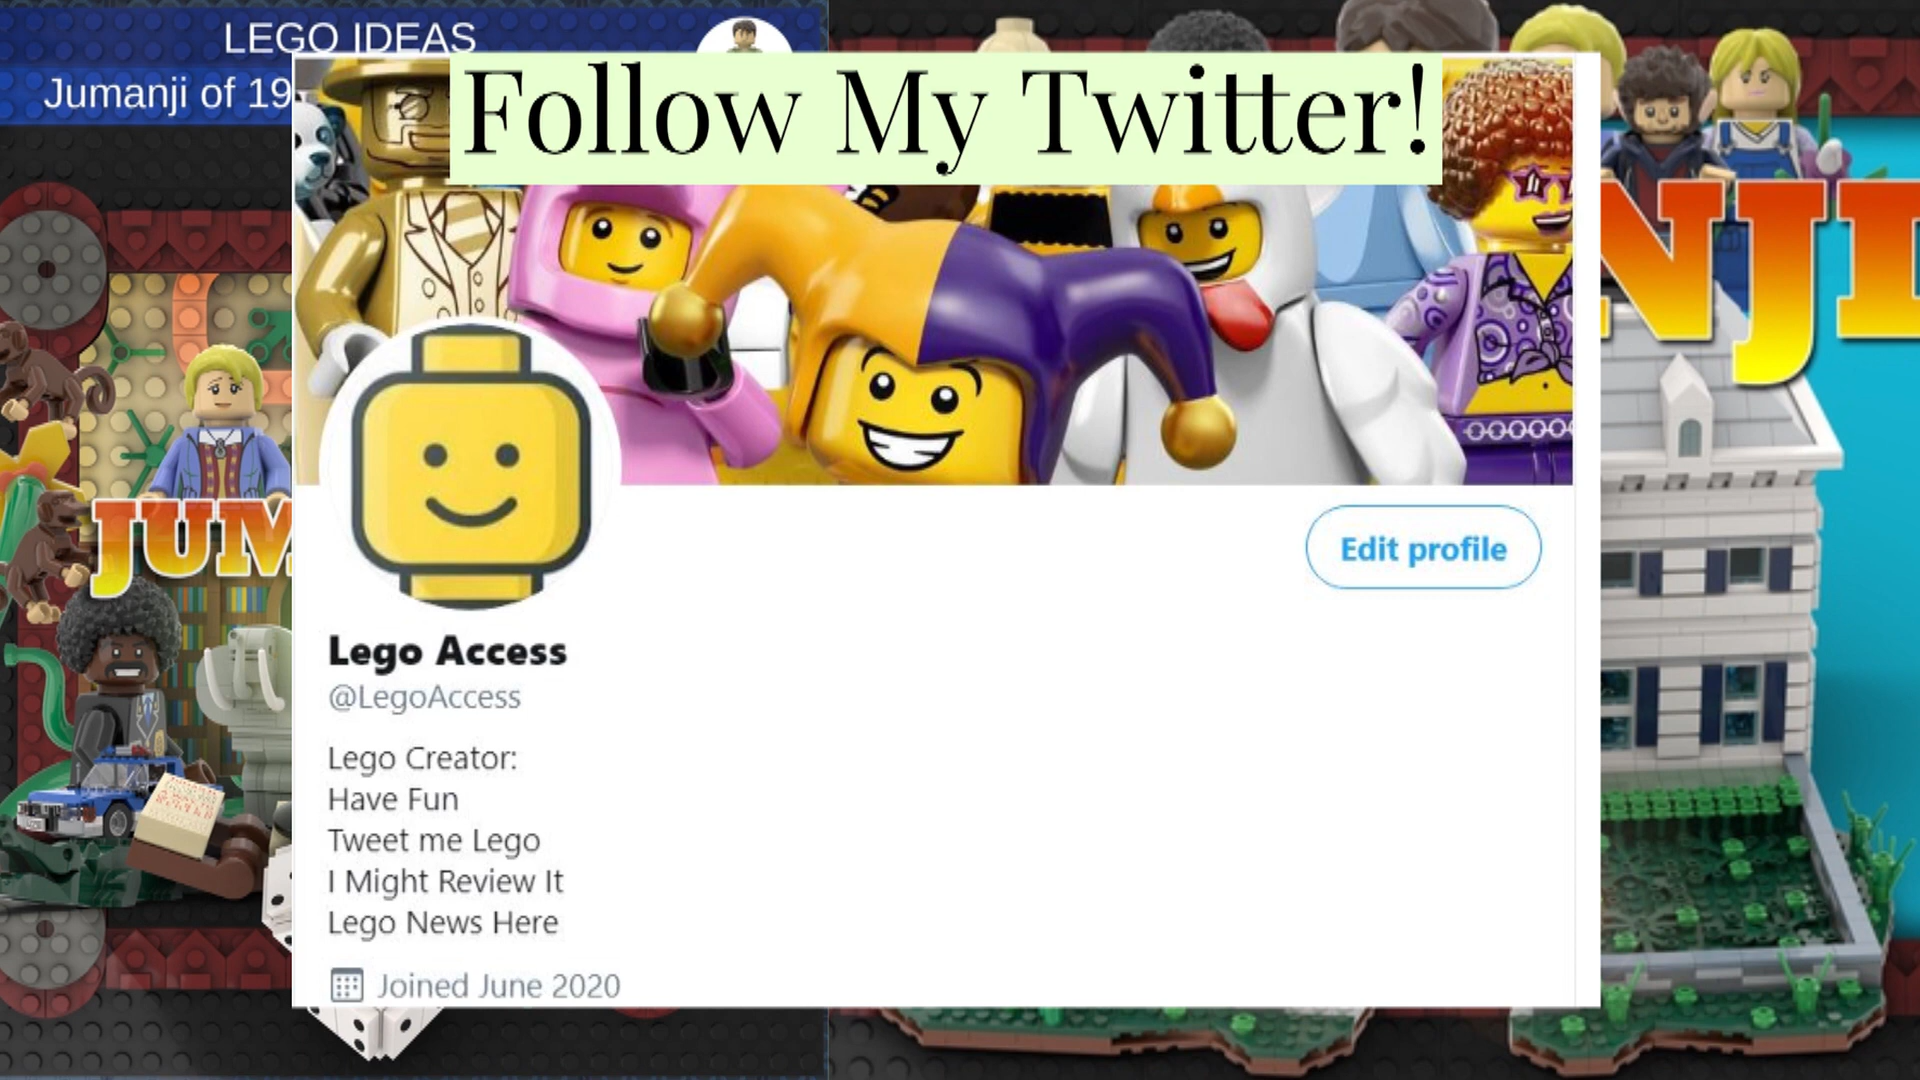 LEGO IDEAS
Jumanji of 19
Follow My Twitter!
NJI
JUM
Edit profile
Lego Access
@LegoAccess
Lego Creator:
Have Fun
Tweet me Lego
I Might Review It
Lego News Here
Joined June 2020